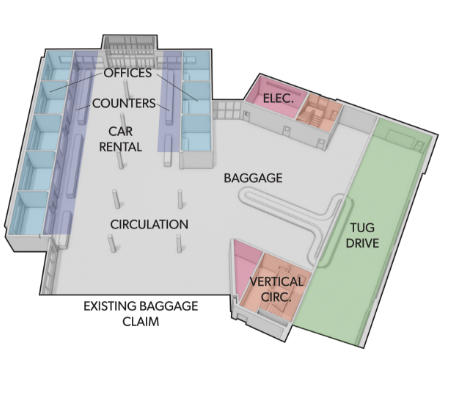 OFFICES
ELEC.
COUNTERS
CAR
RENTAL
BAGGAGE
CIRCULATION
TUG
DRIVE
VERTICAL
CIRC.
EXISTING BAGGAGE
CLAIM